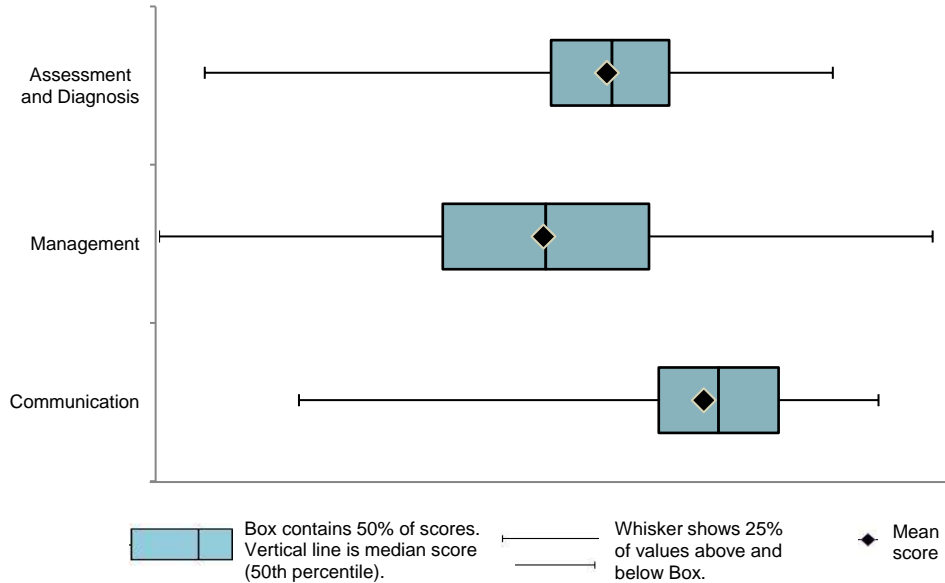 Assessment
and Diagnosis
Management
Communication
Box contains 50% of scores.
Vertical line is median score
(50th percentile).
Whisker shows 25%
of values above and
below Box.
Mean
score